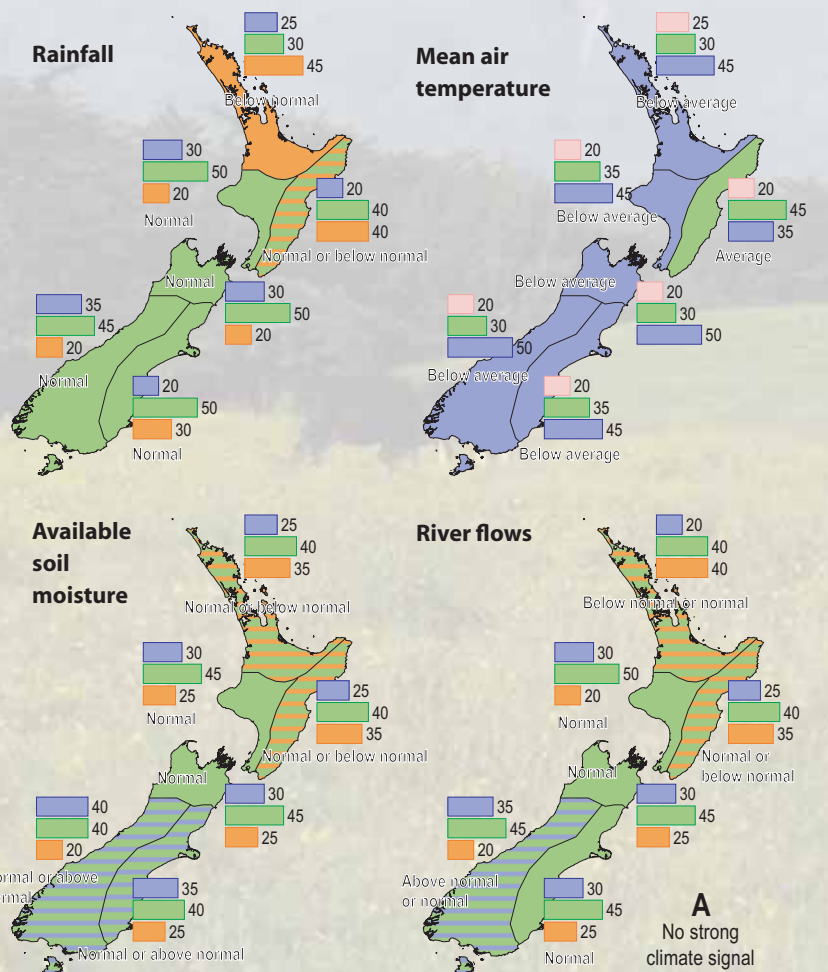 Rainfall
25
30
45
Below normal
30
50
20
Normal
20
40
40
Normal or below normal
Normal
30
50
20
35
45
20
Normal
20
50
30
Normal
Mean air
temperature
25
30
45
Below average
20
35
45
Below average
20
45
35
Average
Below average
20
30
50
20
30
50
Below average
20
35
45
Below average
Available
soil
moisture
25
40
35
Normal or below normal
30
45
25
Normal
25
40
35
Normal or below normal
Normal
30
45
25
40
40
20
ormal or above
rmal
35
40
25
Normal or above normal
River flows
20
40
40
Below normal or normal
30
50
20
Normal
25
40
35
Normal or
below normal
Normal
30
45
25
35
45
20
Above normal
or normal
30
45
25
Normal
A
No strong
climate signal